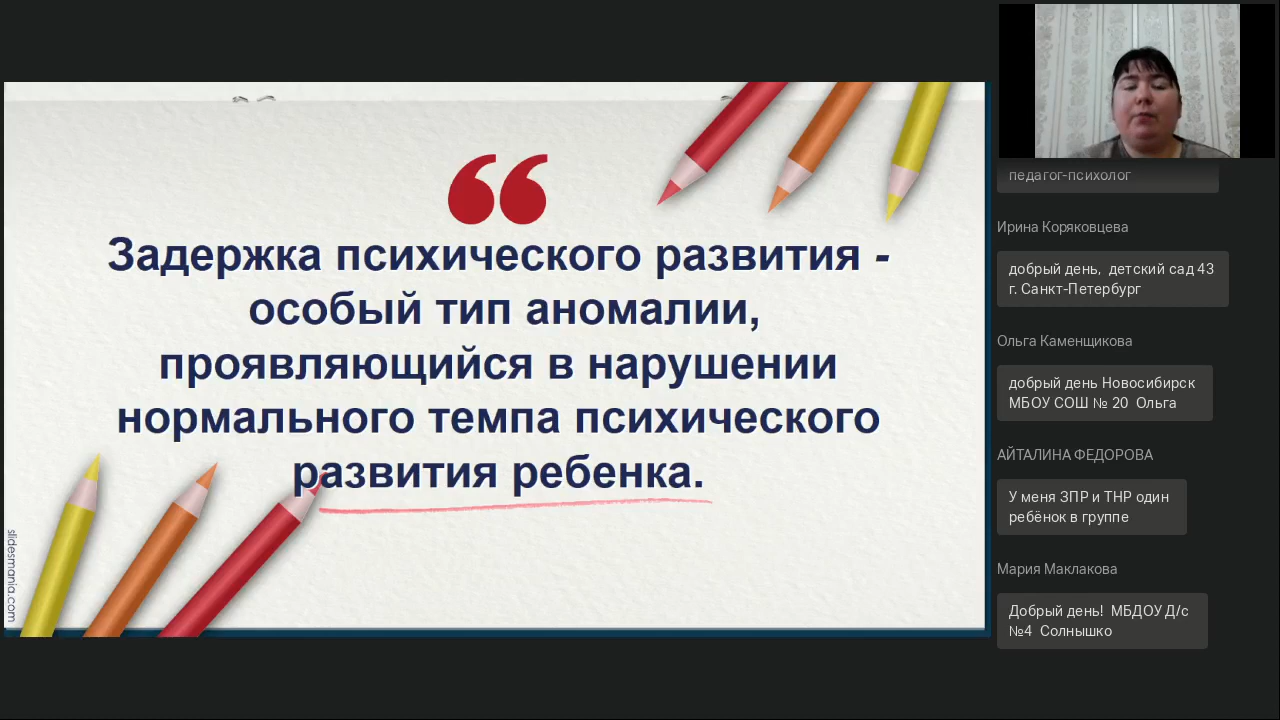 Задержка психического развития -
особый тип аномалии,
проявляющийся в нарушении
нормального темпа психического
развития ребенка.
slidesmania.com
педагог-психолог
Ирина Коряковцева
добрый день,  детский сад 43
г. Санкт-Петербург
Ольга Каменщикова
добрый день Новосибирск
МБОУ СОШ № 20  Ольга
АЙТАЛИНА ФЕДОРОВА
У меня ЗПР и ТНР один
ребёнок в группе
Мария Маклакова
Добрый день!  МБДОУ Д/с
№4  Солнышко